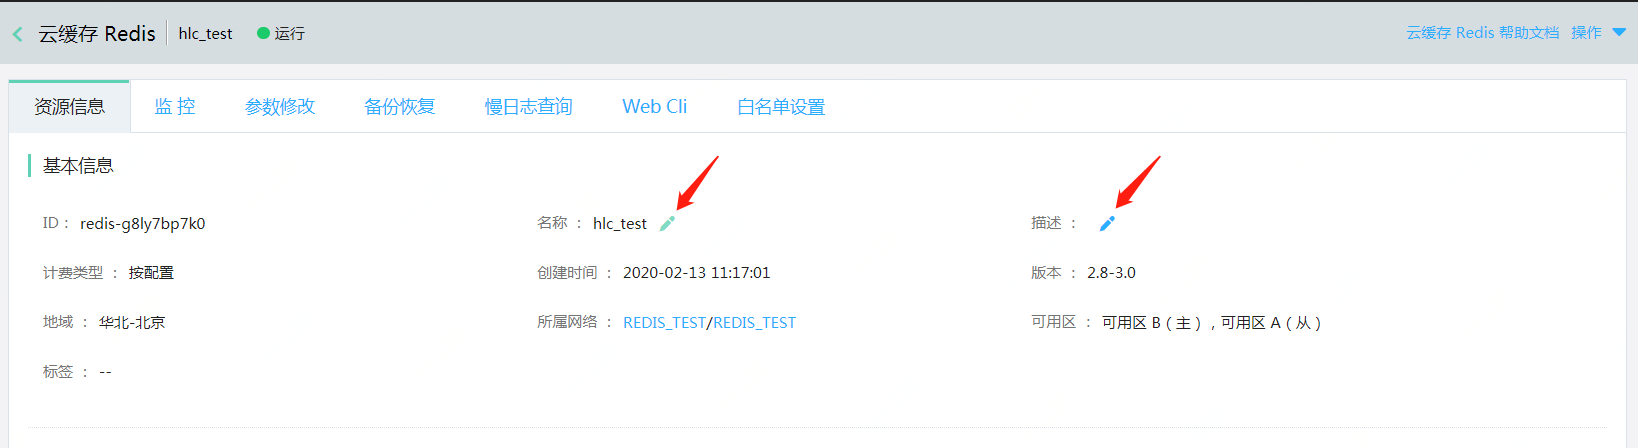 云缓存 Redis hlc_test 运行 云缓存 Redis 帮助文档 操作
资源信息 监 控 参数修改 备份恢复 慢日志查询 Web Cli 白名单设置
基本信息
ID： redis-g8ly7bp7k0 名称 ： hlc_test 描述 ：
计费类型 ： 按配置 创建时间 ： 2020-02-13 11:17:01 版本 ： 2.8-3.0
地域 ： 华北-北京 所属网络 ： REDIS_TEST/REDIS_TEST 可用区 ： 可用区 B（主），可用区 A（从）
标签 ： --